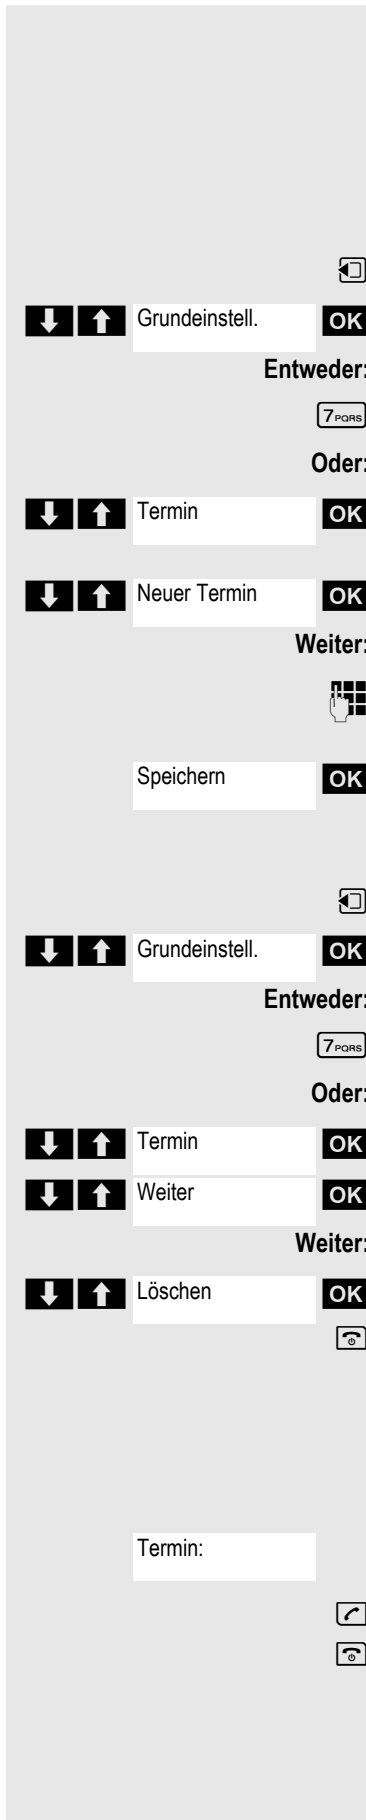 Grundeinstell. OK
Entweder:
7PQRS
Oder:
Termin OK
Neuer Termin OK
Weiter:
Speichern OK
Grundeinstell. OK
Entweder:
7PQRS
Oder:
Termin OK
Weiter OK
Weiter:
Löschen OK
Termin: